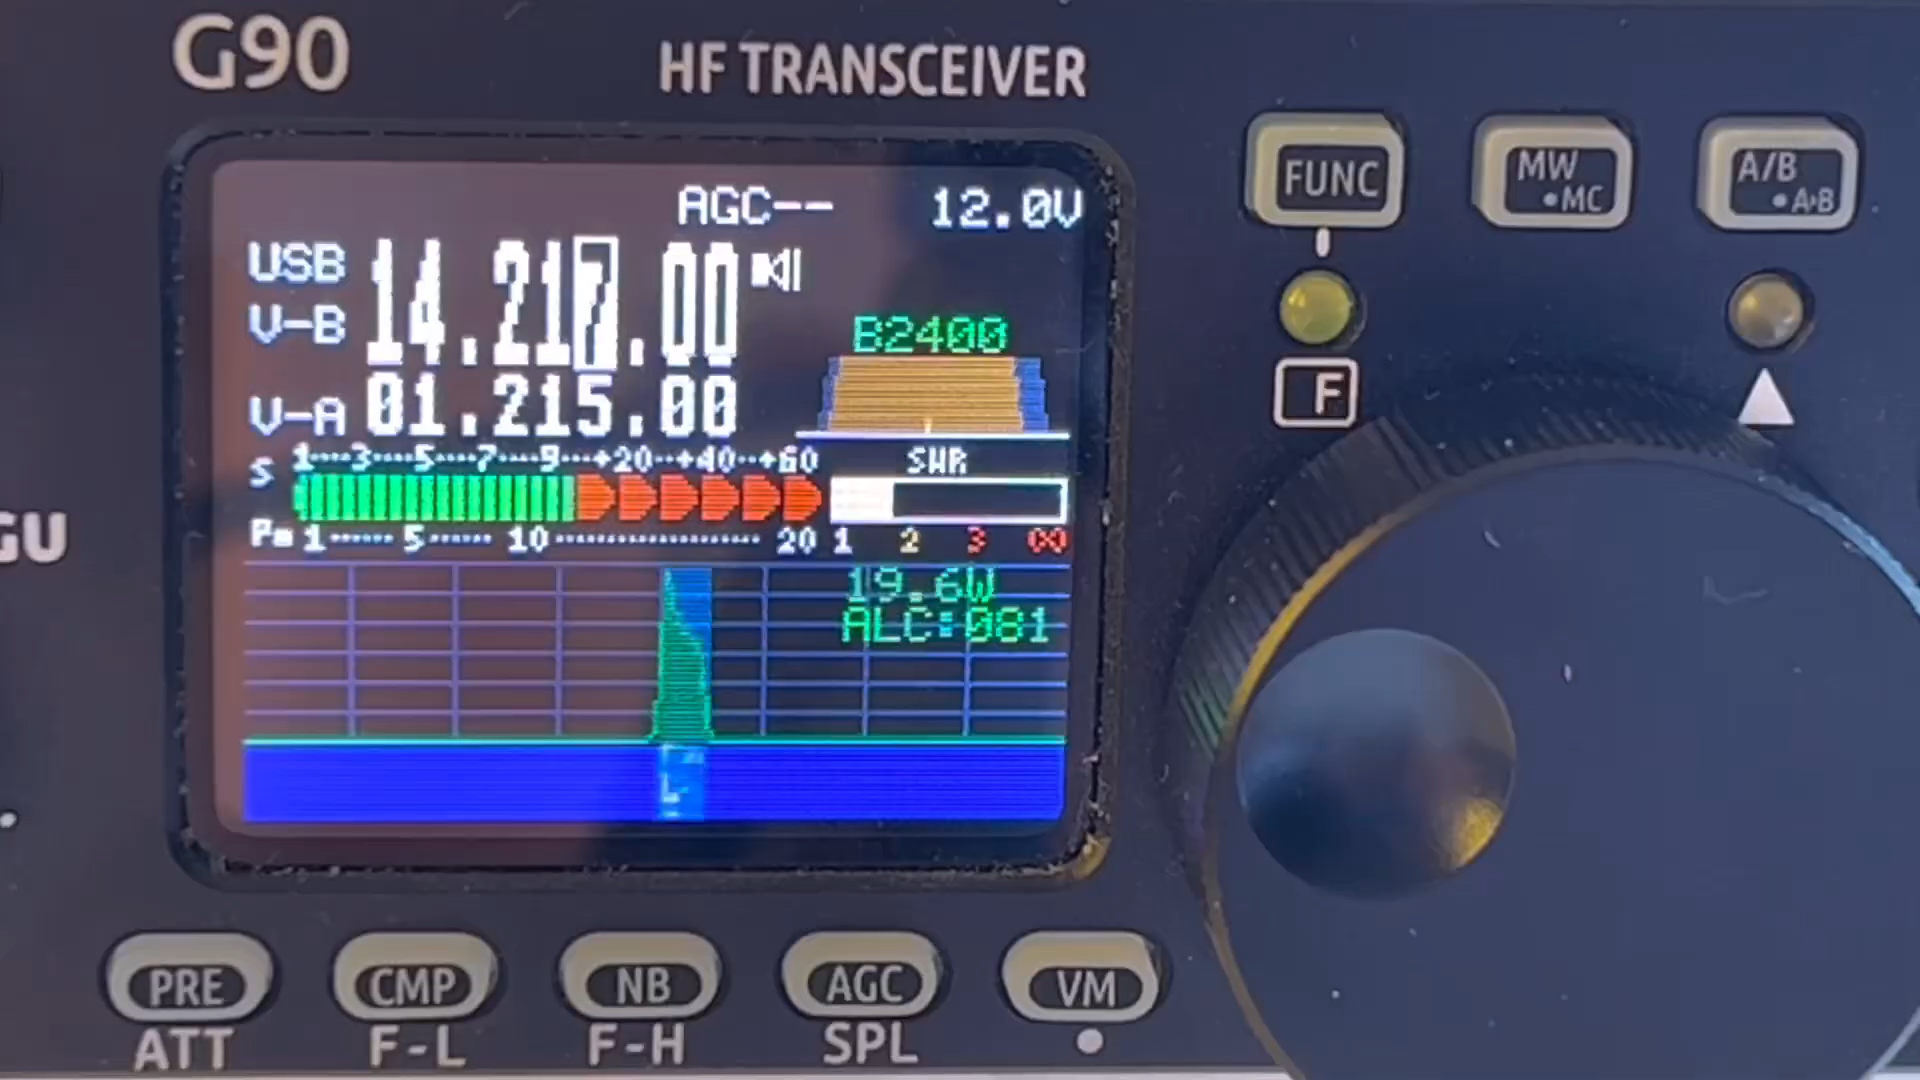 G90
HF TRANSCEIVER
FUNC
MW
•MC
A/B
•A▸B
AGC-- 12.0V
USB 14.217.00
V-B
B2400
V-A 01.215.00
S 1···3···5···7···9···+20··+40··+60
SWR
Po 1······5······10···················20
1 2 3 ∞
19.6W
ALC:081
F
GU
PRE
CMP
NB
AGC
VM
ATT
F-L
F-H
SPL